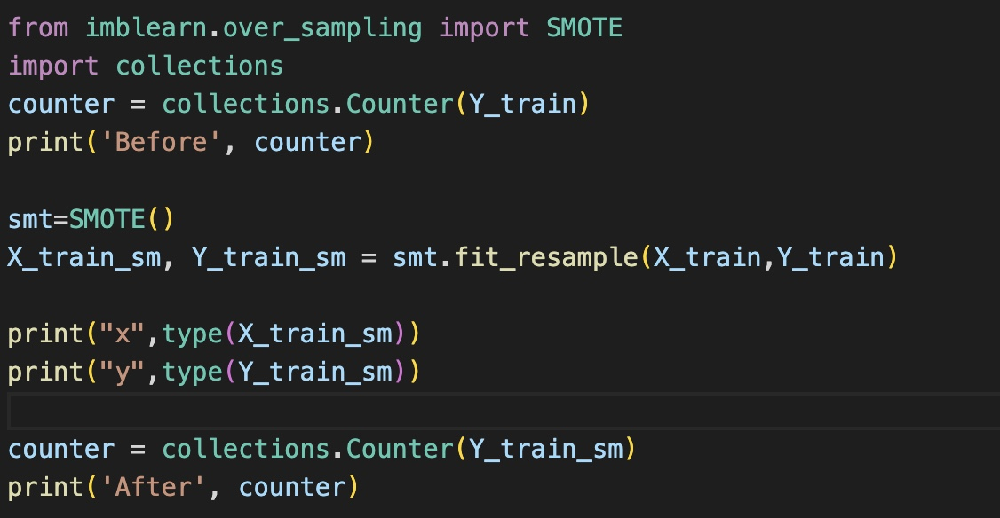 from imblearn.over_sampling import SMOTE
import collections
counter = collections.Counter(Y_train)
print('Before', counter)
smt=SMOTE()
X_train_sm, Y_train_sm = smt.fit_resample(X_train,Y_train)
print("x",type(X_train_sm))
print("y",type(Y_train_sm))
counter = collections.Counter(Y_train_sm)
print('After', counter)